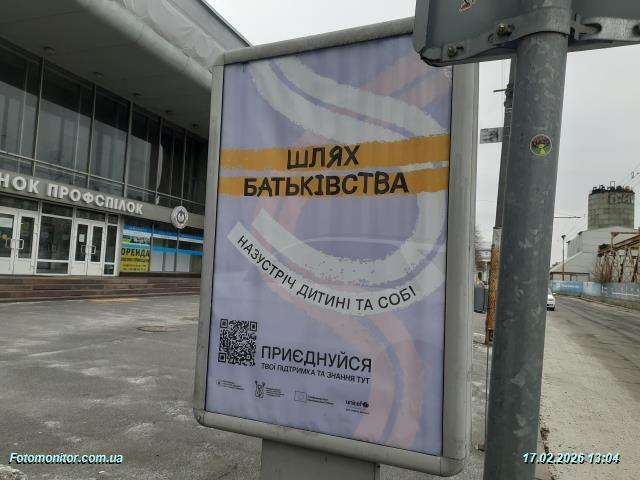 ШЛЯХ
БАТЬКІВСТВА
НАЗУСТРІЧ ДИТИНІ ТА СОБІ
ПРИЄДНУЙСЯ
ТВОЇ ПІДТРИМКА ТА ЗНАННЯ ТУТ
unicef
НОК ПРОФСПІЛОК
ОРЕНДА
Fotomonitor.com.ua
17.02.2026 13:04